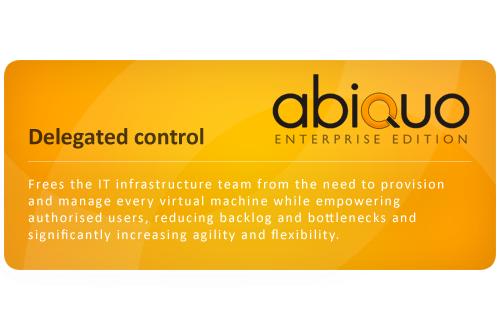 abiquo
ENTERPRISE EDITION
Delegated control
Frees the IT infrastructure team from the need to provision
and manage every virtual machine while empowering
authorised users, reducing backlog and bottlenecks and
significantly increasing agility and flexibility.